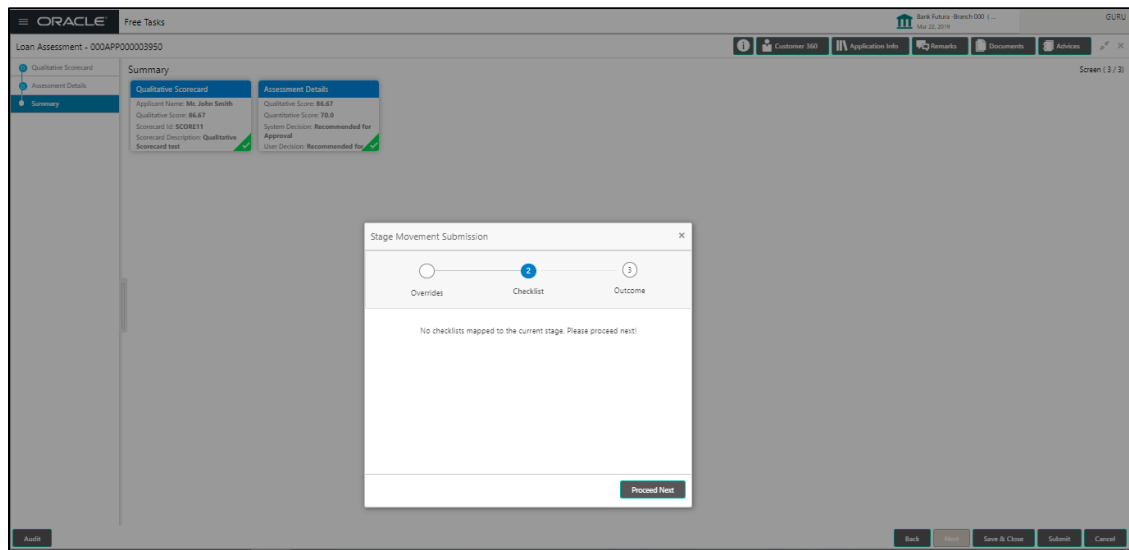 ORACLE®
Free Tasks
Bank Futura -Branch 000 ( ...
Mar 22, 2019
GURU
Loan Assessment - 000APP000003950
Customer 360
Application Info
Remarks
Documents
Advices
Qualitative Scorecard
Assessment Details
Summary
Summary
Screen ( 3 / 3)
Qualitative Scorecard
Applicant Name: Mr. John Smith
Qualitative Score: 86.67
Scorecard Id: SCORE11
Scorecard Description: Qualitative
Scorecard test
Assessment Details
Qualitative Score: 86.67
Quantitative Score: 70.0
System Decision: Recommended for
Approval
User Decision: Recommended for
Stage Movement Submission
2
3
Overrides
Checklist
Outcome
No checklists mapped to the current stage. Please proceed next!
Proceed Next
Audit
Back
Next
Save & Close
Submit
Cancel